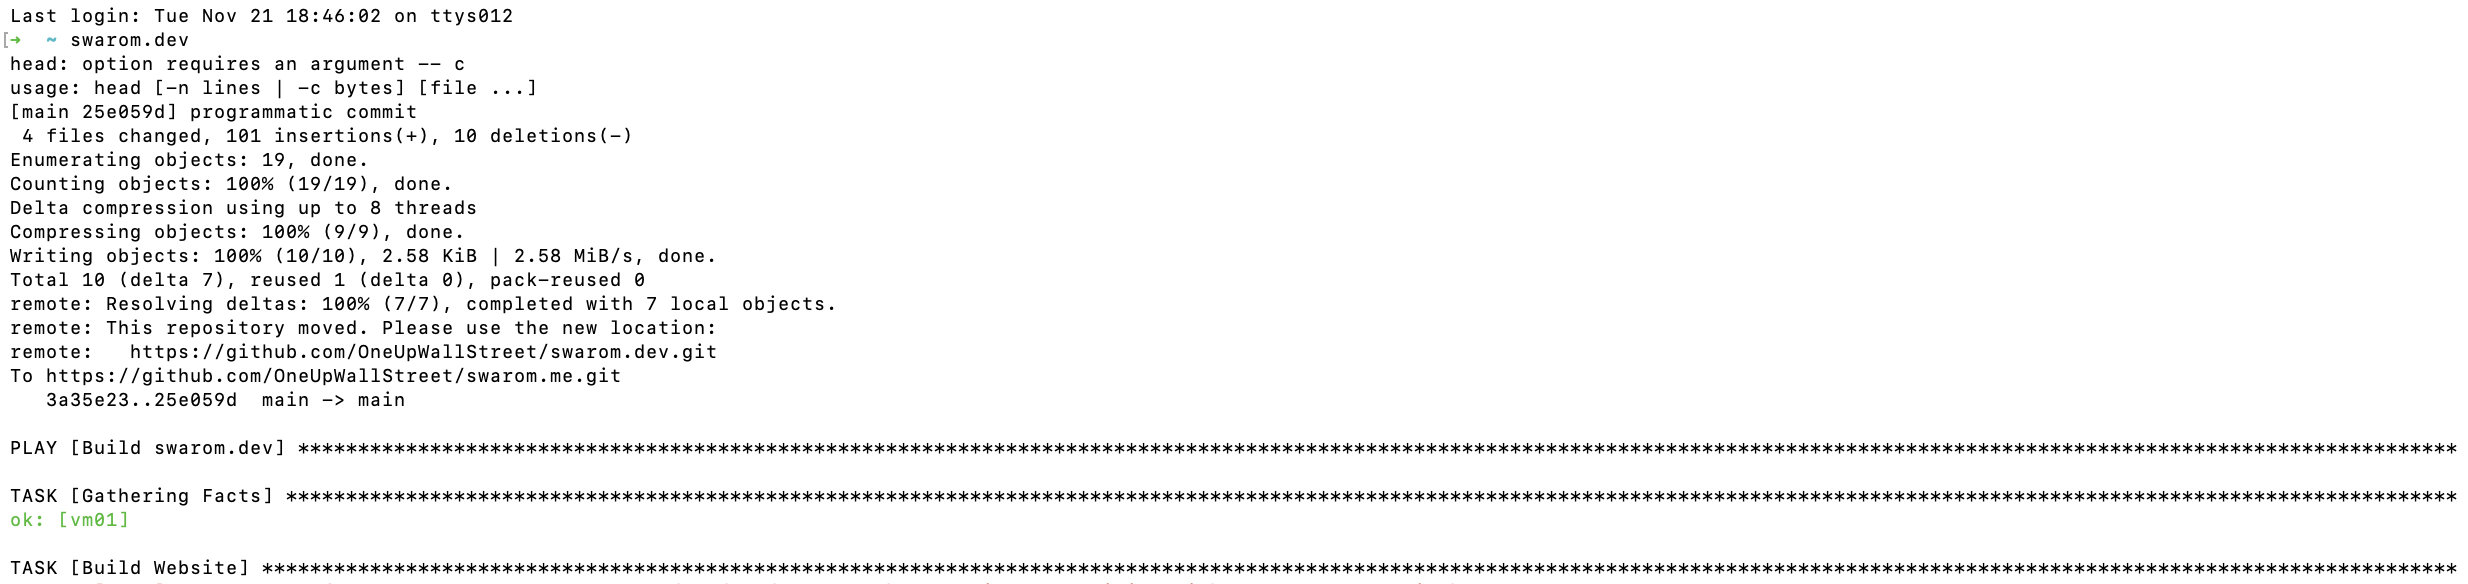 Last login: Tue Nov 21 18:46:02 on ttys012
[➜  ~ swarom.dev
head: option requires an argument -- c
usage: head [-n lines | -c bytes] [file ...]
[main 25e059d] programmatic commit
 4 files changed, 101 insertions(+), 10 deletions(-)
Enumerating objects: 19, done.
Counting objects: 100% (19/19), done.
Delta compression using up to 8 threads
Compressing objects: 100% (9/9), done.
Writing objects: 100% (10/10), 2.58 KiB | 2.58 MiB/s, done.
Total 10 (delta 7), reused 1 (delta 0), pack-reused 0
remote: Resolving deltas: 100% (7/7), completed with 7 local objects.
remote: This repository moved. Please use the new location:
remote:   https://github.com/OneUpWallStreet/swarom.dev.git
To https://github.com/OneUpWallStreet/swarom.me.git
   3a35e23..25e059d  main -> main
PLAY [Build swarom.dev] ************************************************************************************************************************************************************************************
TASK [Gathering Facts] *************************************************************************************************************************************************************************************
ok: [vm01]
TASK [Build Website] ***************************************************************************************************************************************************************************************